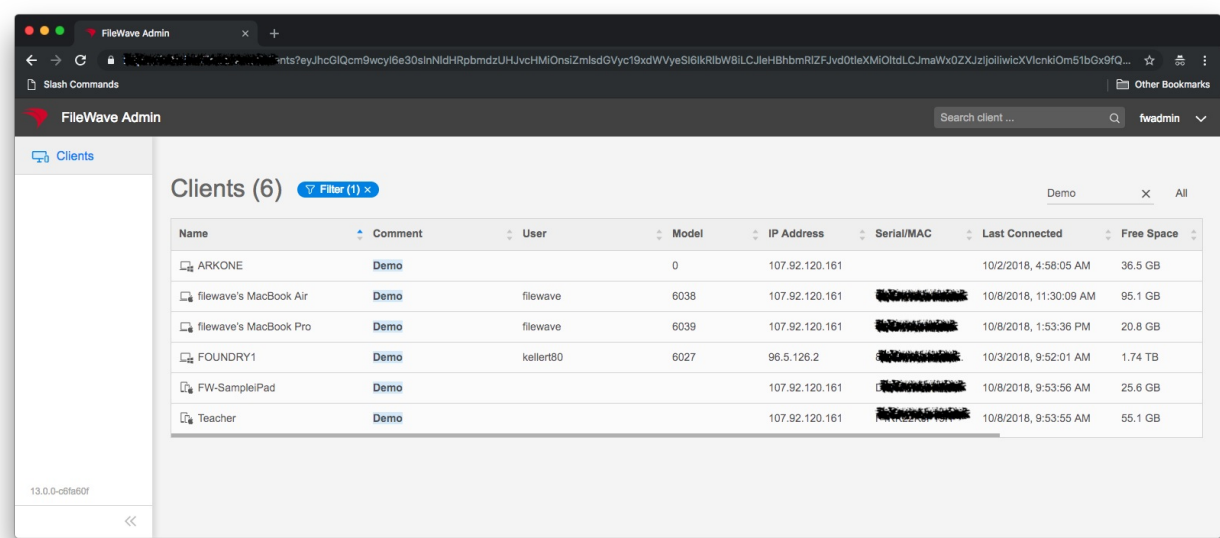 FileWave Admin
Slash Commands
Other Bookmarks
FileWave Admin
Search client ...
fwadmin
Clients
Clients (6)
Filter (1)
Demo
All
Name Comment User Model IP Address Serial/MAC Last Connected Free Space
ARKONE Demo 0 107.92.120.161 10/2/2018, 4:58:05 AM 36.5 GB
filewave's MacBook Air Demo filewave 6038 107.92.120.161 10/8/2018, 11:30:09 AM 95.1 GB
filewave's MacBook Pro Demo filewave 6039 107.92.120.161 10/8/2018, 1:53:36 PM 20.8 GB
FOUNDRY1 Demo kellert80 6027 96.5.126.2 10/3/2018, 9:52:01 AM 1.74 TB
FW-SampleiPad Demo 107.92.120.161 10/8/2018, 9:53:56 AM 25.6 GB
Teacher Demo 107.92.120.161 10/8/2018, 9:53:55 AM 55.1 GB
13.0.0-c6fa60f